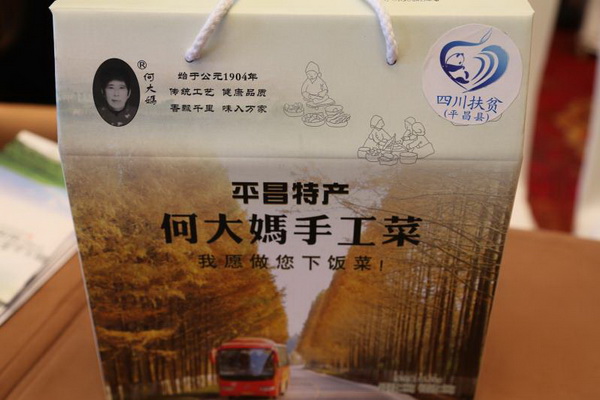 ®
何大媽
始于公元1904年
传统工艺 健康品质
香飘千里 味入万家
四川扶贫
(平昌县)
平昌特产
何大媽手工菜
我愿做您下饭菜!